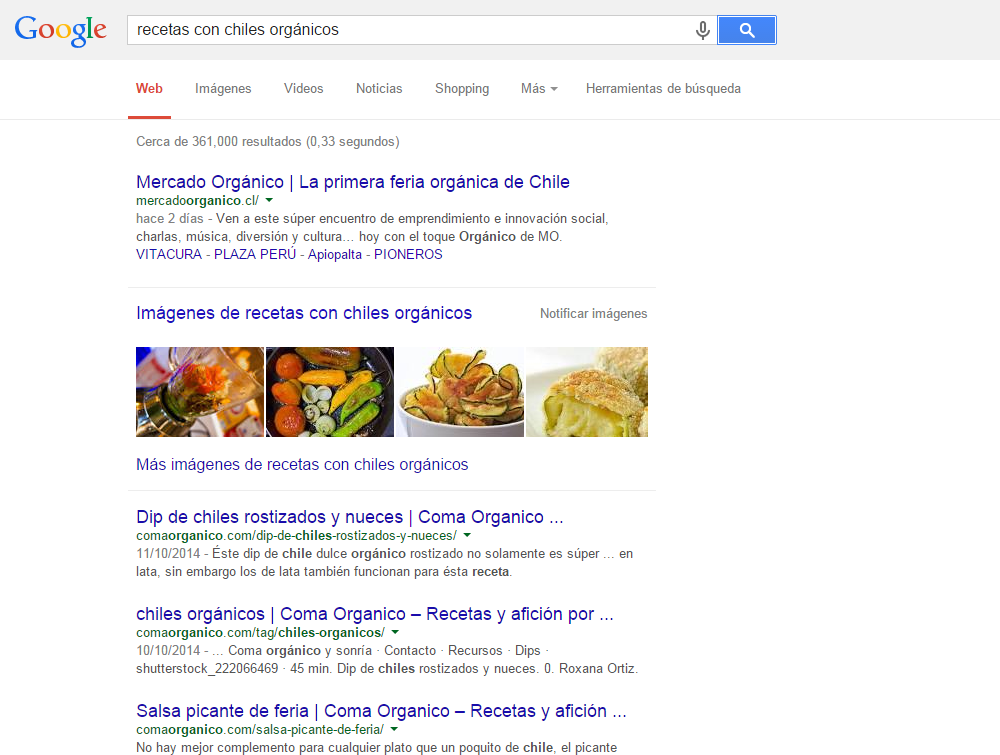 Google
recetas con chiles orgánicos
Web Imágenes Videos Noticias Shopping Más Herramientas de búsqueda
Cerca de 361,000 resultados (0,33 segundos)
Mercado Orgánico | La primera feria orgánica de Chile
mercadoorganico.cl/
hace 2 días - Ven a este súper encuentro de emprendimiento e innovación social,
charlas, música, diversión y cultura... hoy con el toque Orgánico de MO.
VITACURA - PLAZA PERÚ - Apiopalta - PIONEROS
Imágenes de recetas con chiles orgánicos Notificar imágenes
Más imágenes de recetas con chiles orgánicos
Dip de chiles rostizados y nueces | Coma Organico ...
comaorganico.com/dip-de-chiles-rostizados-y-nueces/
11/10/2014 - Éste dip de chile dulce orgánico rostizado no solamente es súper ... en
lata, sin embargo los de lata también funcionan para ésta receta.
chiles orgánicos | Coma Organico – Recetas y afición por ...
comaorganico.com/tag/chiles-organicos/
10/10/2014 - ... Coma orgánico y sonría · Contacto · Recursos · Dips ·
shutterstock_222066469 · 45 min. Dip de chiles rostizados y nueces. 0. Roxana Ortiz.
Salsa picante de feria | Coma Organico – Recetas y afición ...
comaorganico.com/salsa-picante-de-feria/
No hay mejor complemento para cualquier plato que un poquito de chile, el picante